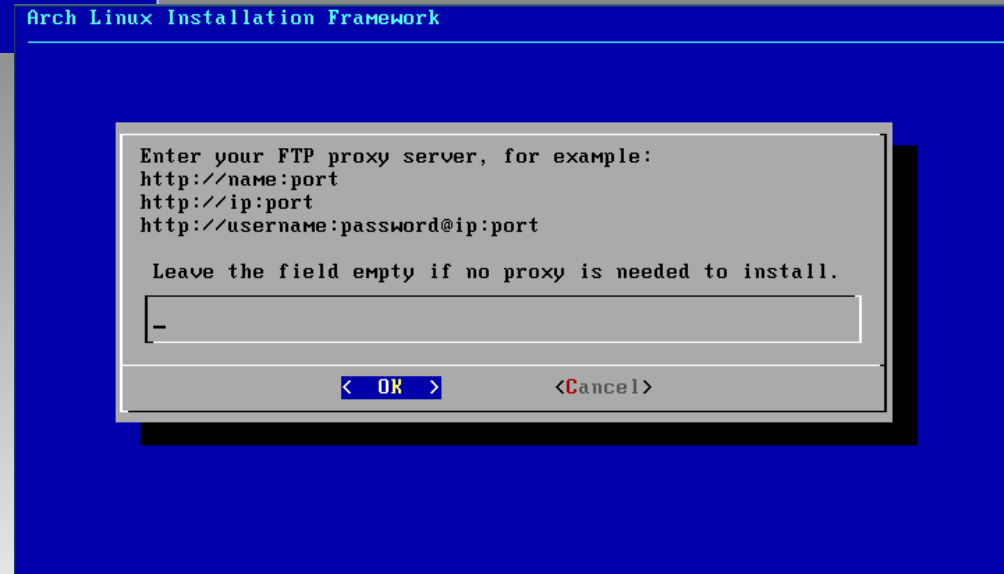 Arch Linux Installation Framework
Enter your FTP proxy server, for example:
http://name:port
http://ip:port
http://username:password@ip:port
Leave the field empty if no proxy is needed to install.
_
< OK > <Cancel>